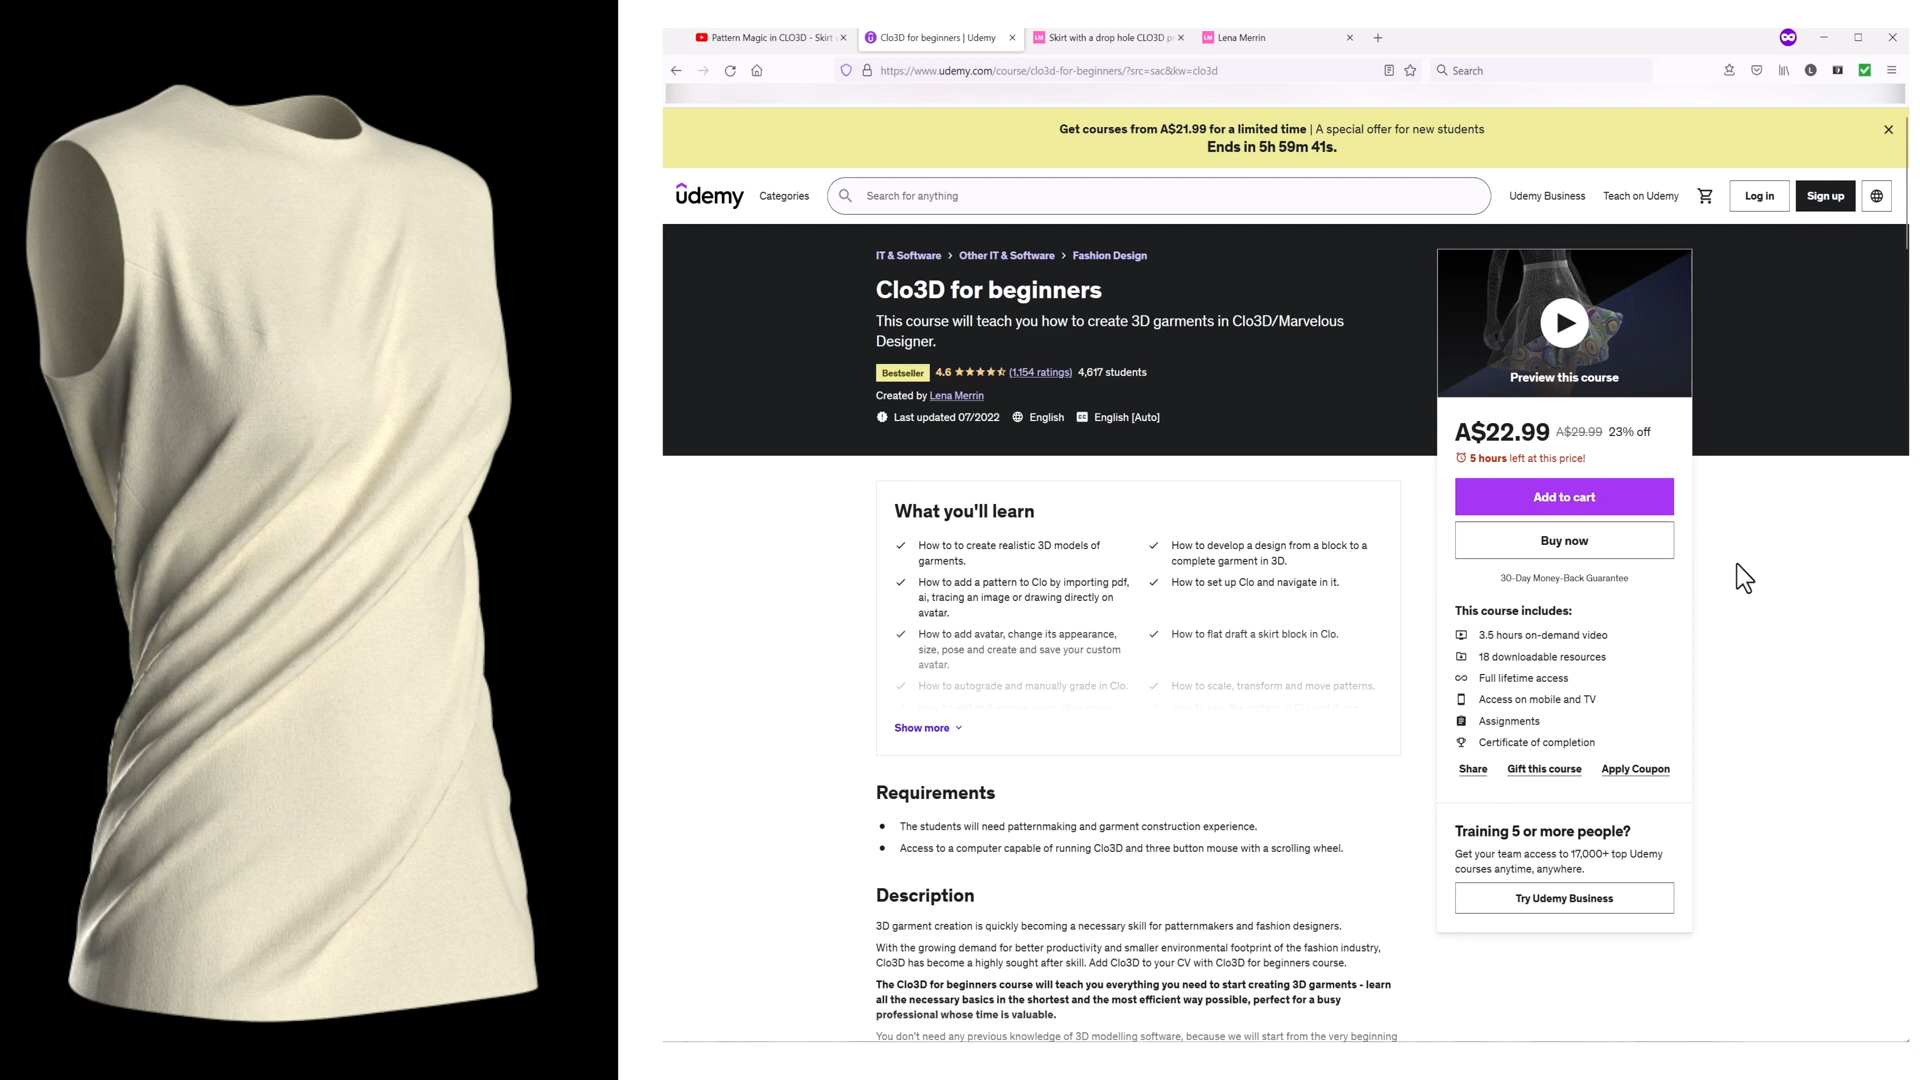 Pattern Magic in CLO3D - Skirt
Clo3D for beginners | Udemy
Skirt with a drop hole CLO3D p
Lena Merrin
https://www.udemy.com/course/clo3d-for-beginners/?src=sac&kw=clo3d
Search
Get courses from A$21.99 for a limited time | A special offer for new students
Ends in 5h 59m 41s.
udemy
Categories
Search for anything
Udemy Business
Teach on Udemy
Log in
Sign up
IT & Software > Other IT & Software > Fashion Design
Clo3D for beginners
This course will teach you how to create 3D garments in Clo3D/Marvelous
Designer.
Bestseller 4.6 (1,154 ratings) 4,617 students
Created by Lena Merrin
Last updated 07/2022 English English [Auto]
Preview this course
A$22.99 A$29.99 23% off
5 hours left at this price!
Add to cart
Buy now
30-Day Money-Back Guarantee
This course includes:
3.5 hours on-demand video
18 downloadable resources
Full lifetime access
Access on mobile and TV
Assignments
Certificate of completion
Share Gift this course Apply Coupon
Training 5 or more people?
Get your team access to 17,000+ top Udemy
courses anytime, anywhere.
Try Udemy Business
What you'll learn
How to to create realistic 3D models of
garments.
How to add a pattern to Clo by importing pdf,
ai, tracing an image or drawing directly on
avatar.
How to add avatar, change its appearance,
size, pose and create and save your custom
avatar.
How to autograde and manually grade in Clo.
How to develop a design from a block to a
complete garment in 3D.
How to set up Clo and navigate in it.
How to flat draft a skirt block in Clo.
How to scale, transform and move patterns.
Show more
Requirements
The students will need patternmaking and garment construction experience.
Access to a computer capable of running Clo3D and three button mouse with a scrolling wheel.
Description
3D garment creation is quickly becoming a necessary skill for patternmakers and fashion designers.
With the growing demand for better productivity and smaller environmental footprint of the fashion industry,
Clo3D has become a highly sought after skill. Add Clo3D to your CV with Clo3D for beginners course.
The Clo3D for beginners course will teach you everything you need to start creating 3D garments - learn
all the necessary basics in the shortest and the most efficient way possible, perfect for a busy
professional whose time is valuable.
You don't need any previous knowledge of 3D modelling software, because we will start from the very beginning